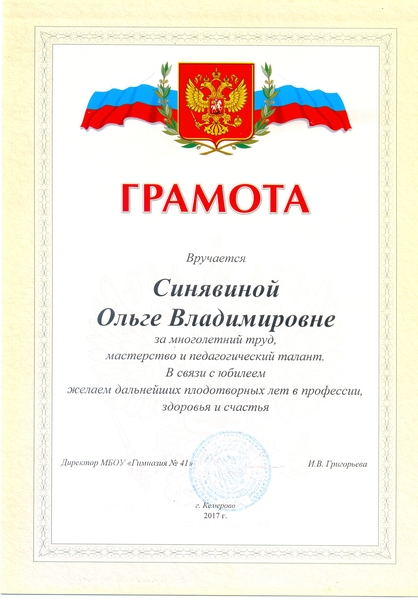 ГРАМОТА
Вручается
Синявиной
Ольге Владимировне
за многолетний труд,
мастерство и педагогический талант.
В связи с юбилеем
желаем дальнейших плодотворных лет в профессии,
здоровья и счастья
Директор МБОУ «Гимназия № 41» И.В. Григорьева
г. Кемерово
2017 г.